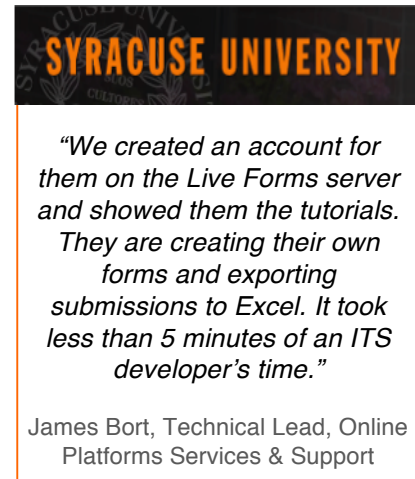 SYRACUSE UNIVERSITY
“We created an account for
them on the Live Forms server
and showed them the tutorials.
They are creating their own
forms and exporting
submissions to Excel. It took
less than 5 minutes of an ITS
developer’s time.”
James Bort, Technical Lead, Online
Platforms Services & Support